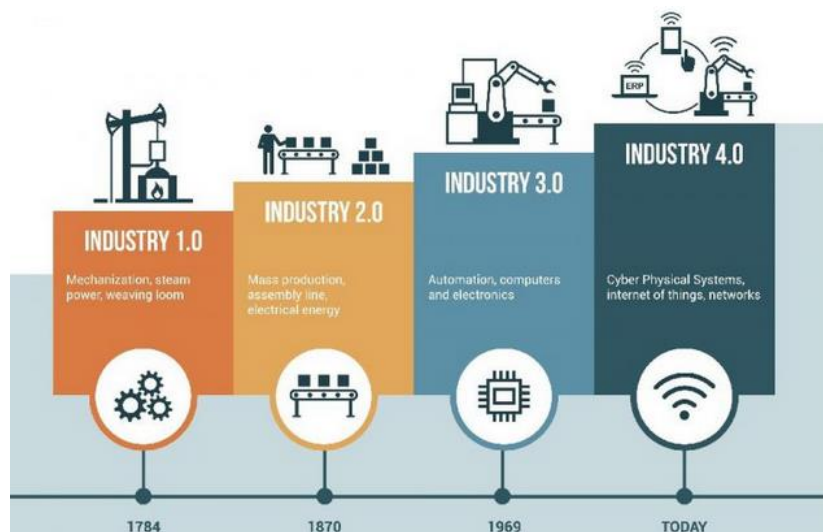 ERP
INDUSTRY 1.0
Mechanization, steam
power, weaving loom
INDUSTRY 2.0
Mass production,
assembly line,
electrical energy
INDUSTRY 3.0
Automation, computers
and electronics
INDUSTRY 4.0
Cyber Physical Systems,
internet of things, networks
1784
1870
1969
TODAY